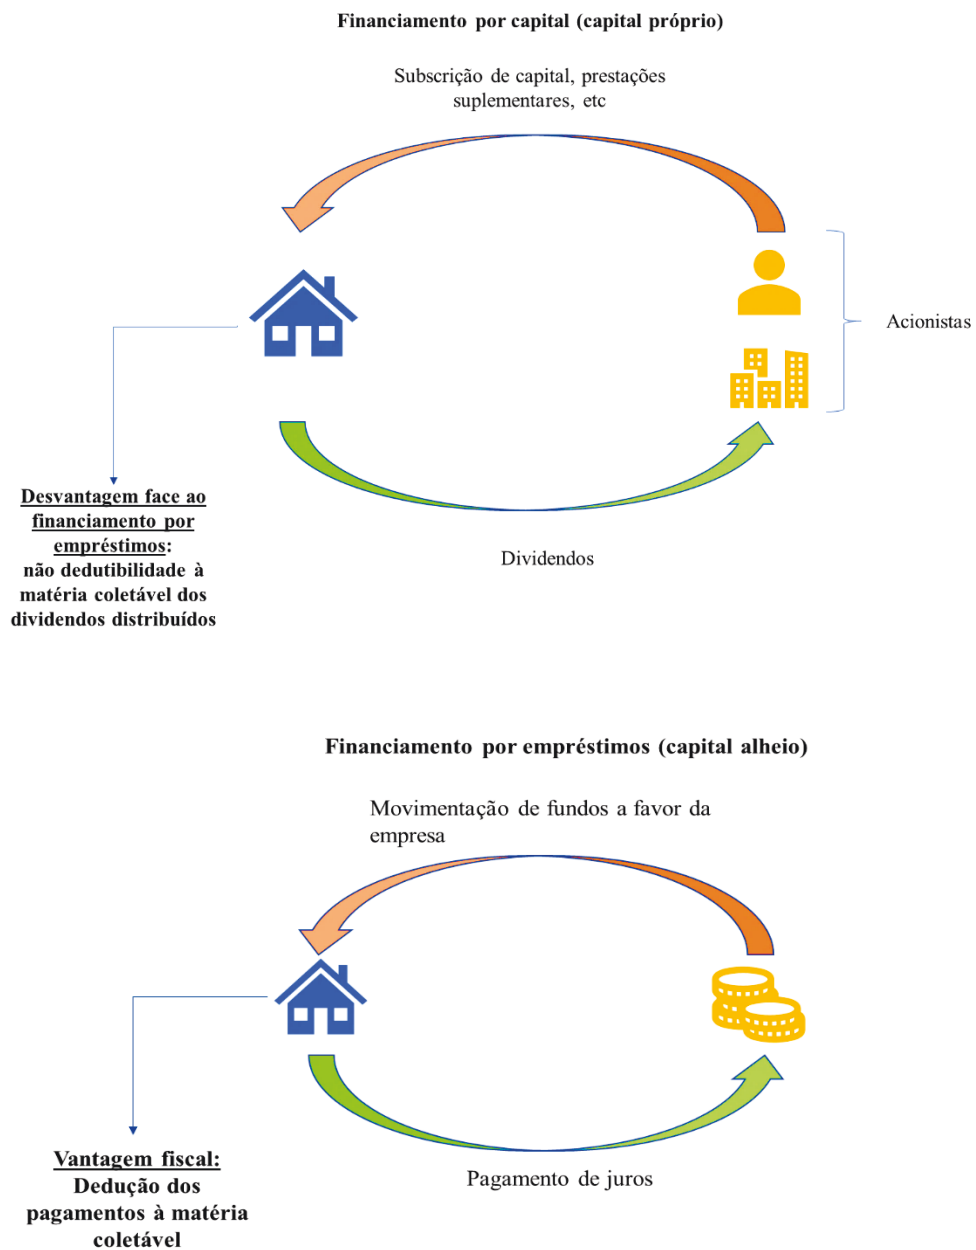 Financiamento por capital (capital próprio)
Subscrição de capital, prestações
suplementares, etc
Acionistas
Desvantagem face ao
financiamento por
empréstimos:
não dedutibilidade à
matéria coletável dos
dividendos distribuídos
Dividendos
Financiamento por empréstimos (capital alheio)
Movimentação de fundos a favor da
empresa
Vantagem fiscal:
Dedução dos
pagamentos à matéria
coletável
Pagamento de juros